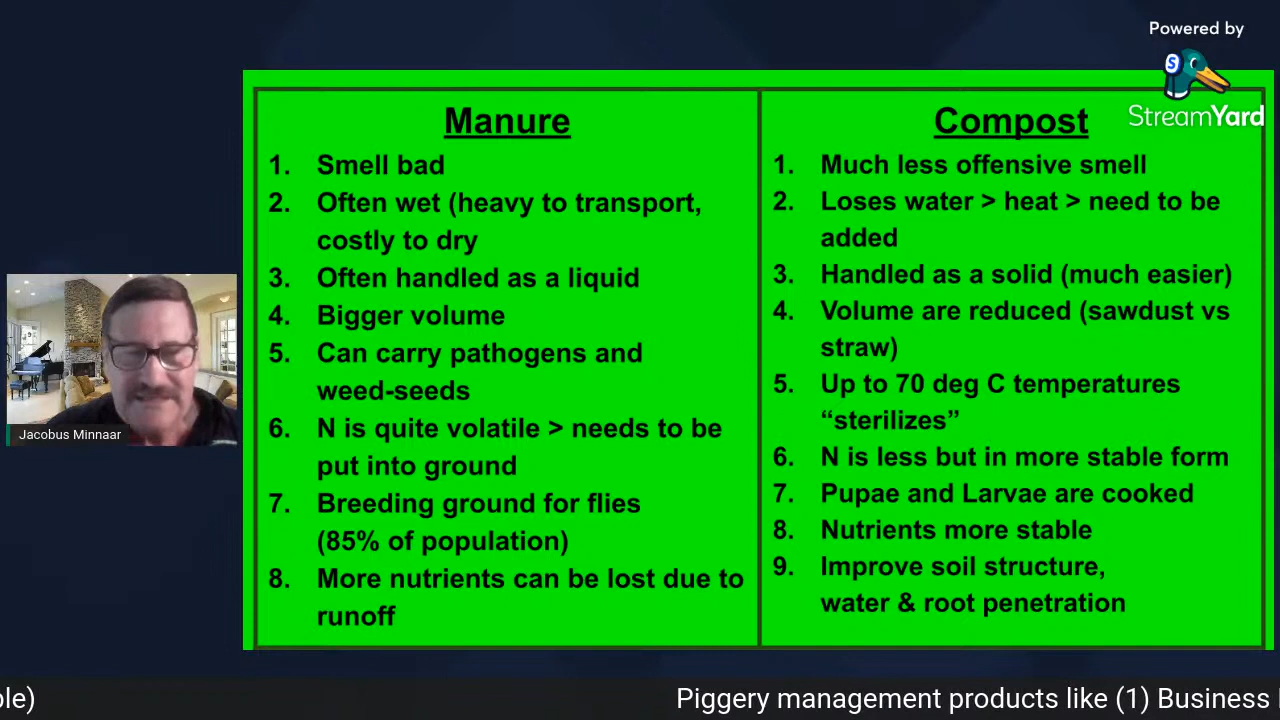 Powered by
StreamYard
Manure
1. Smell bad
2. Often wet (heavy to transport,
costly to dry
3. Often handled as a liquid
4. Bigger volume
5. Can carry pathogens and
weed-seeds
6. N is quite volatile > needs to be
put into ground
7. Breeding ground for flies
(85% of population)
8. More nutrients can be lost due to
runoff
Compost
1. Much less offensive smell
2. Loses water > heat > need to be
added
3. Handled as a solid (much easier)
4. Volume are reduced (sawdust vs
straw)
5. Up to 70 deg C temperatures
“sterilizes”
6. N is less but in more stable form
7. Pupae and Larvae are cooked
8. Nutrients more stable
9. Improve soil structure,
water & root penetration
Jacobus Minnaar
Piggery management products like (1) Business